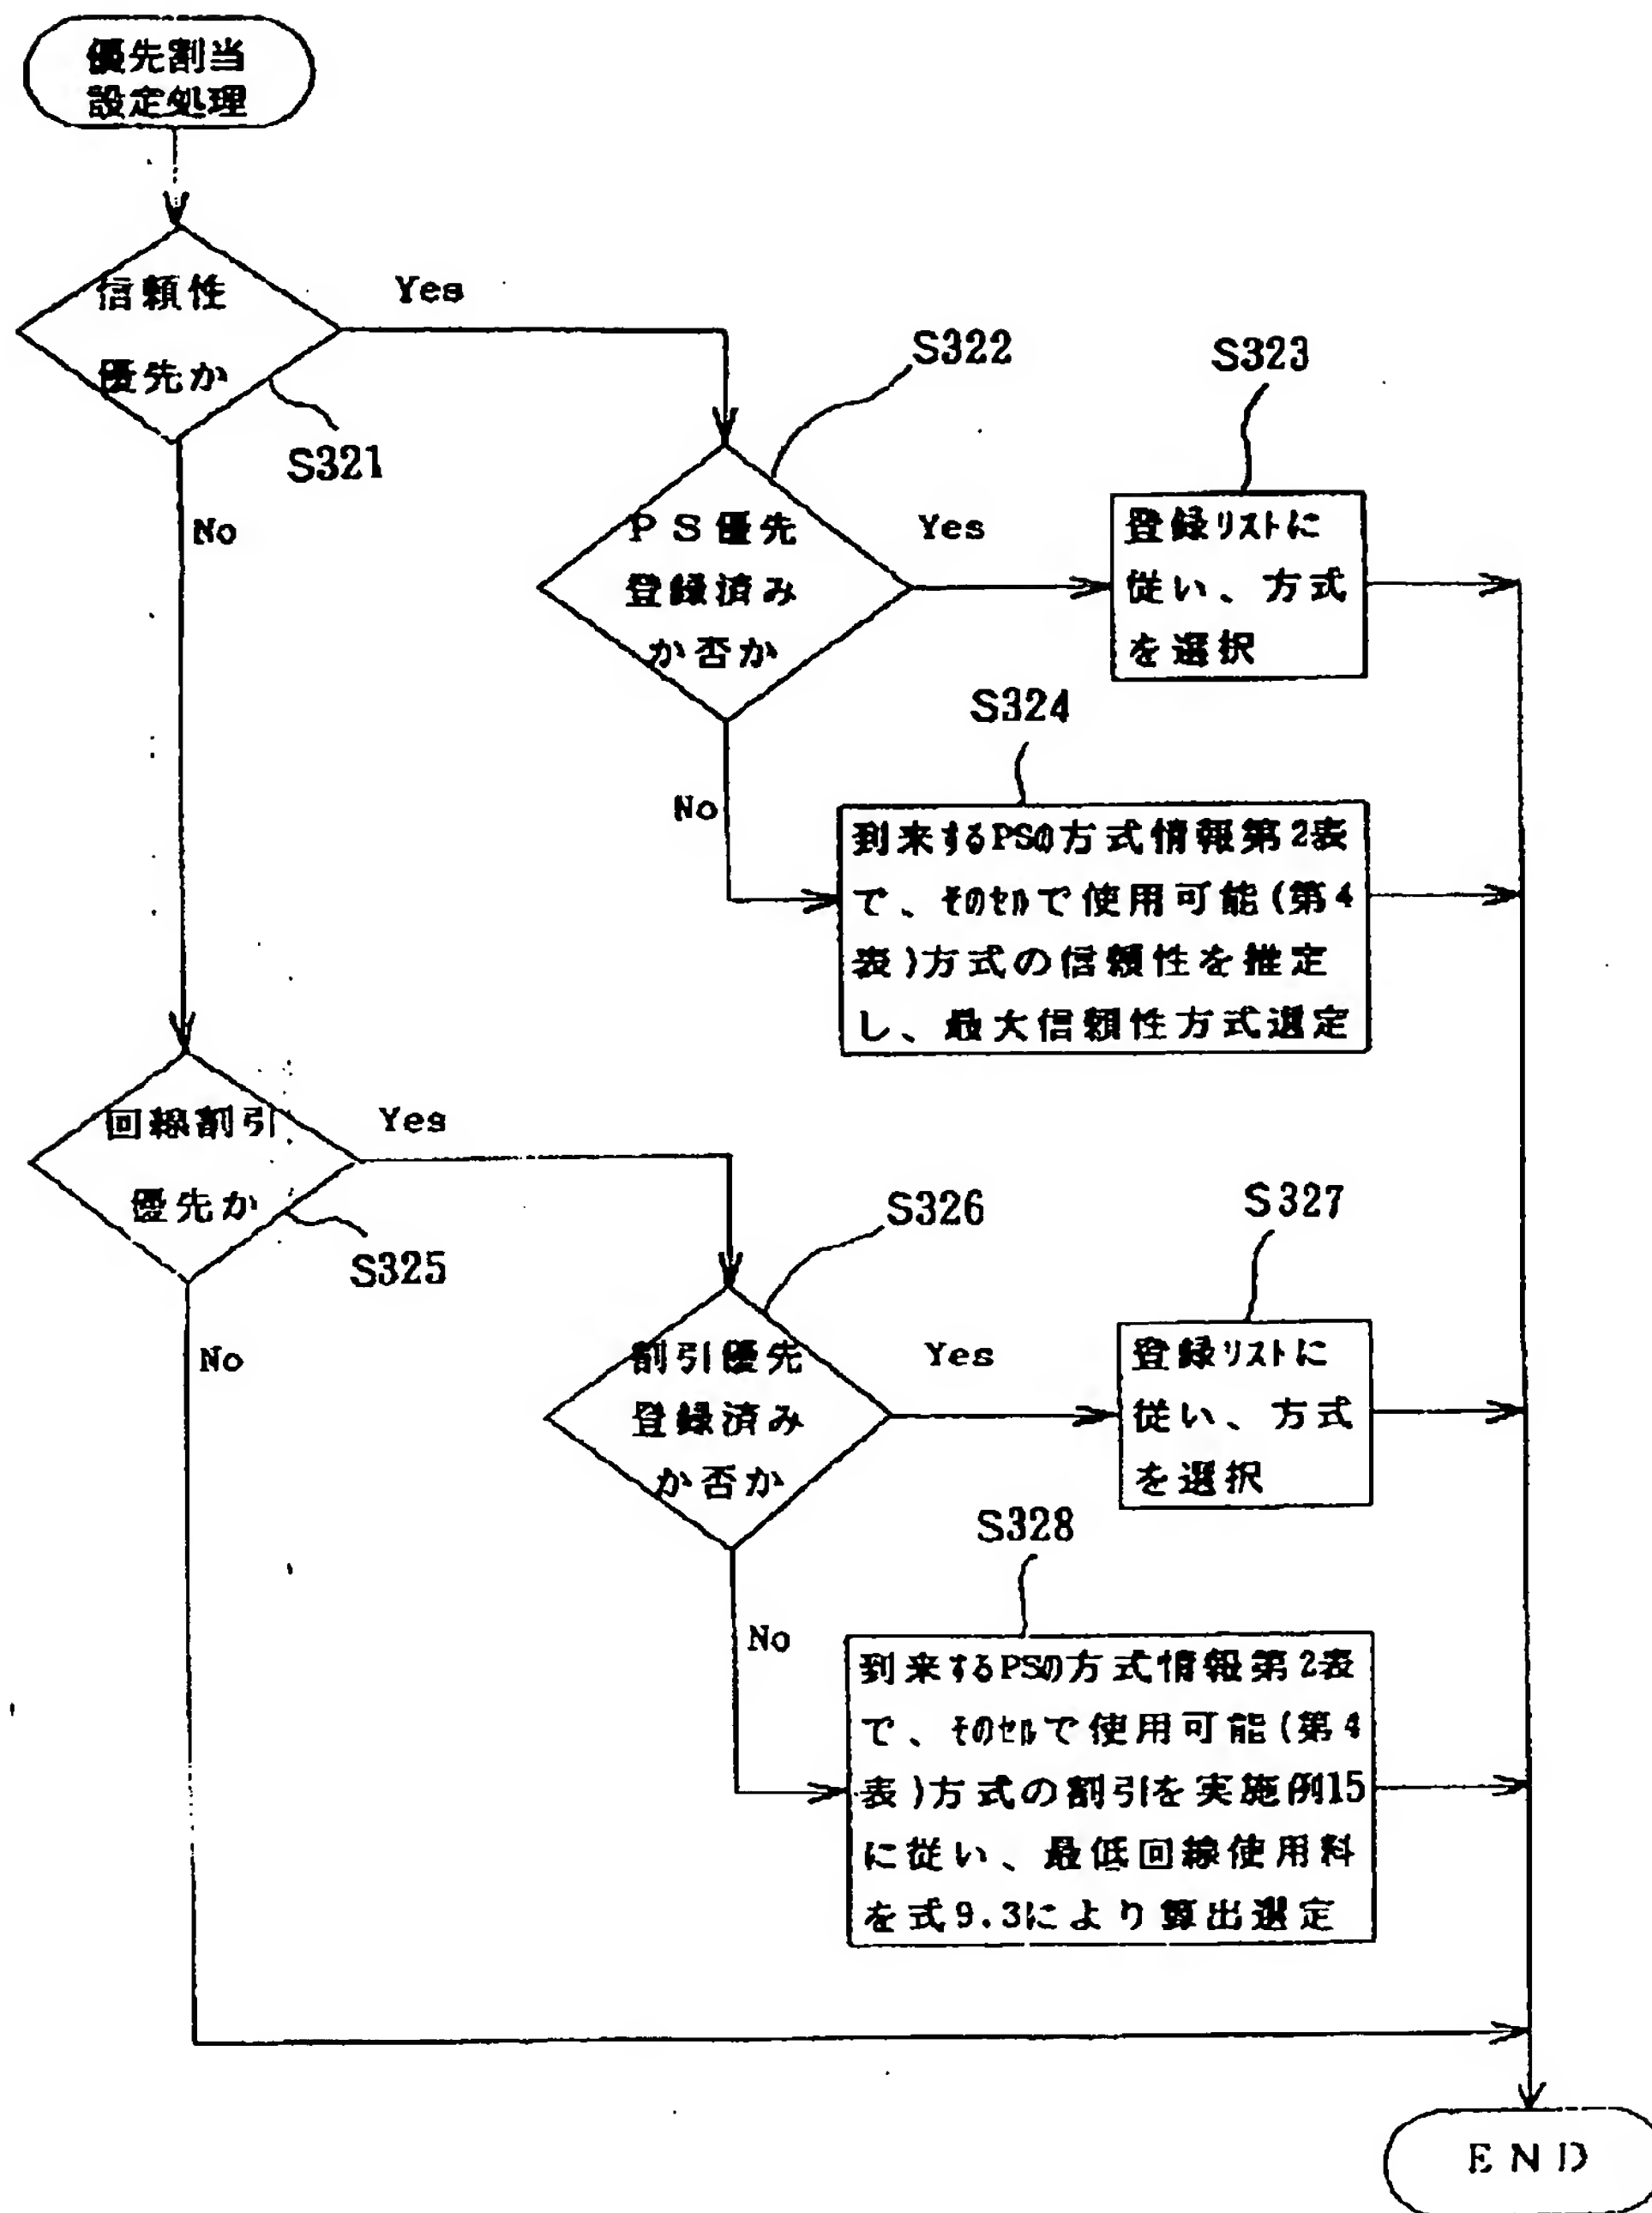 優先割当
設定処理
信頼性
優先か
Yes
S321
No
S322
PS優先
登録済み
か否か
Yes
S323
登録リストに
従い、方式
を選択
No
S324
到来するPSの方式情報第2表
で、そのセルで使用可能(第4
表)方式の信頼性を推定
し、最大信頼性方式選定
回線割引
優先か
Yes
S325
No
S326
割引優先
登録済み
か否か
Yes
S327
登録リストに
従い、方式
を選択
No
S328
到来するPSの方式情報第2表
で、そのセルで使用可能(第4
表)方式の割引を実施例15
に従い、最低回線使用料
を式9.3により算出選定
END